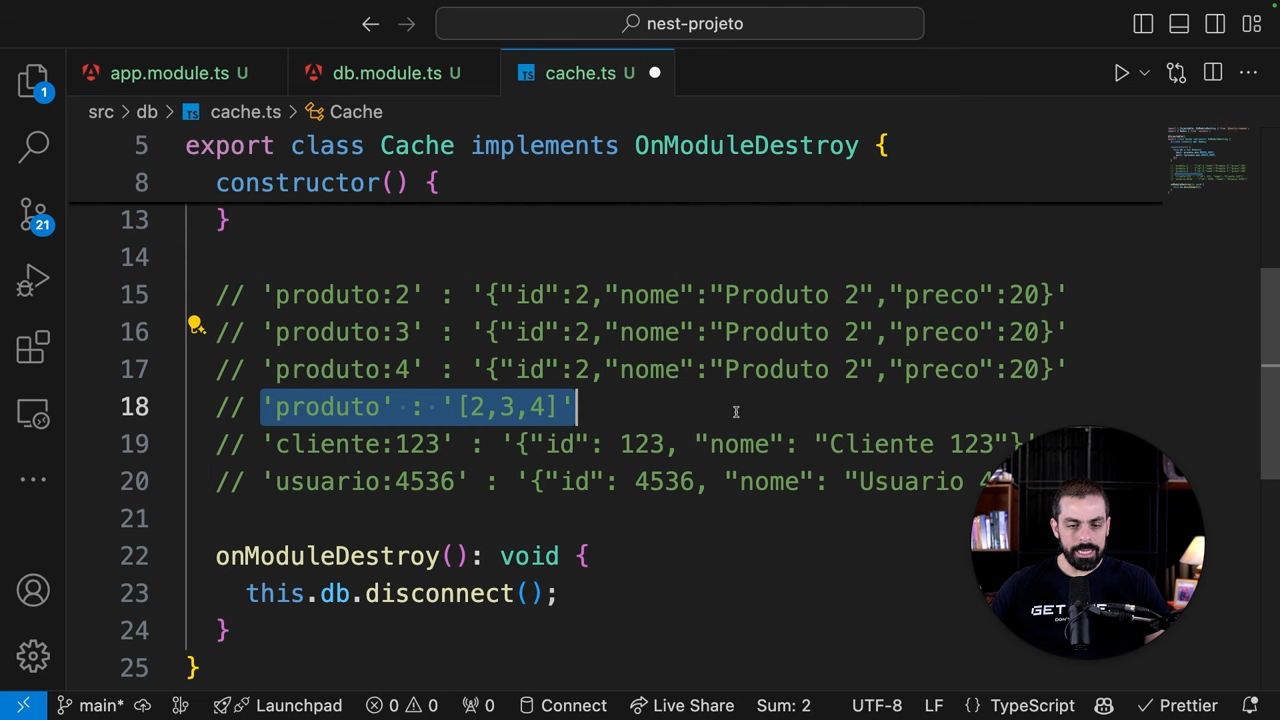 nest-projeto
app.module.ts U
db.module.ts U
cache.ts U
src > db > TS cache.ts > Cache
5 export class Cache implements OnModuleDestroy {
8 constructor() {
13 }
14
15 // 'produto:2' : '{"id":2,"nome":"Produto 2","preco":20}'
16 // 'produto:3' : '{"id":2,"nome":"Produto 2","preco":20}'
17 // 'produto:4' : '{"id":2,"nome":"Produto 2","preco":20}'
18 // 'produto' : '[2,3,4]'
19 // 'cliente:123' : '{"id": 123, "nome": "Cliente 123"}'
20 // 'usuario:4536' : '{"id": 4536, "nome": "Usuario 4
21
22 onModuleDestroy(): void {
23 this.db.disconnect();
24 }
25 }
1
21
main* Launchpad 0 0 0 Connect Live Share Sum: 2 UTF-8 LF {} TypeScript Prettier